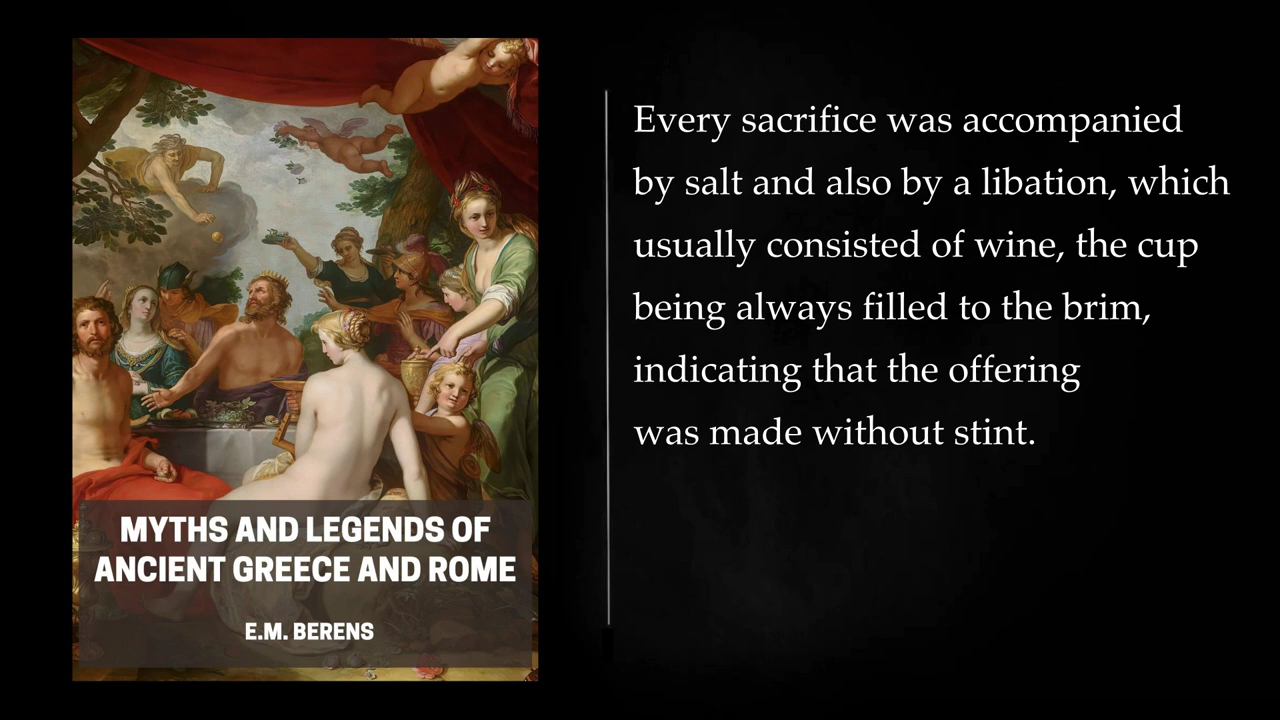 MYTHS AND LEGENDS OF
ANCIENT GREECE AND ROME
E.M. BERENS
Every sacrifice was accompanied
by salt and also by a libation, which
usually consisted of wine, the cup
being always filled to the brim,
indicating that the offering
was made without stint.